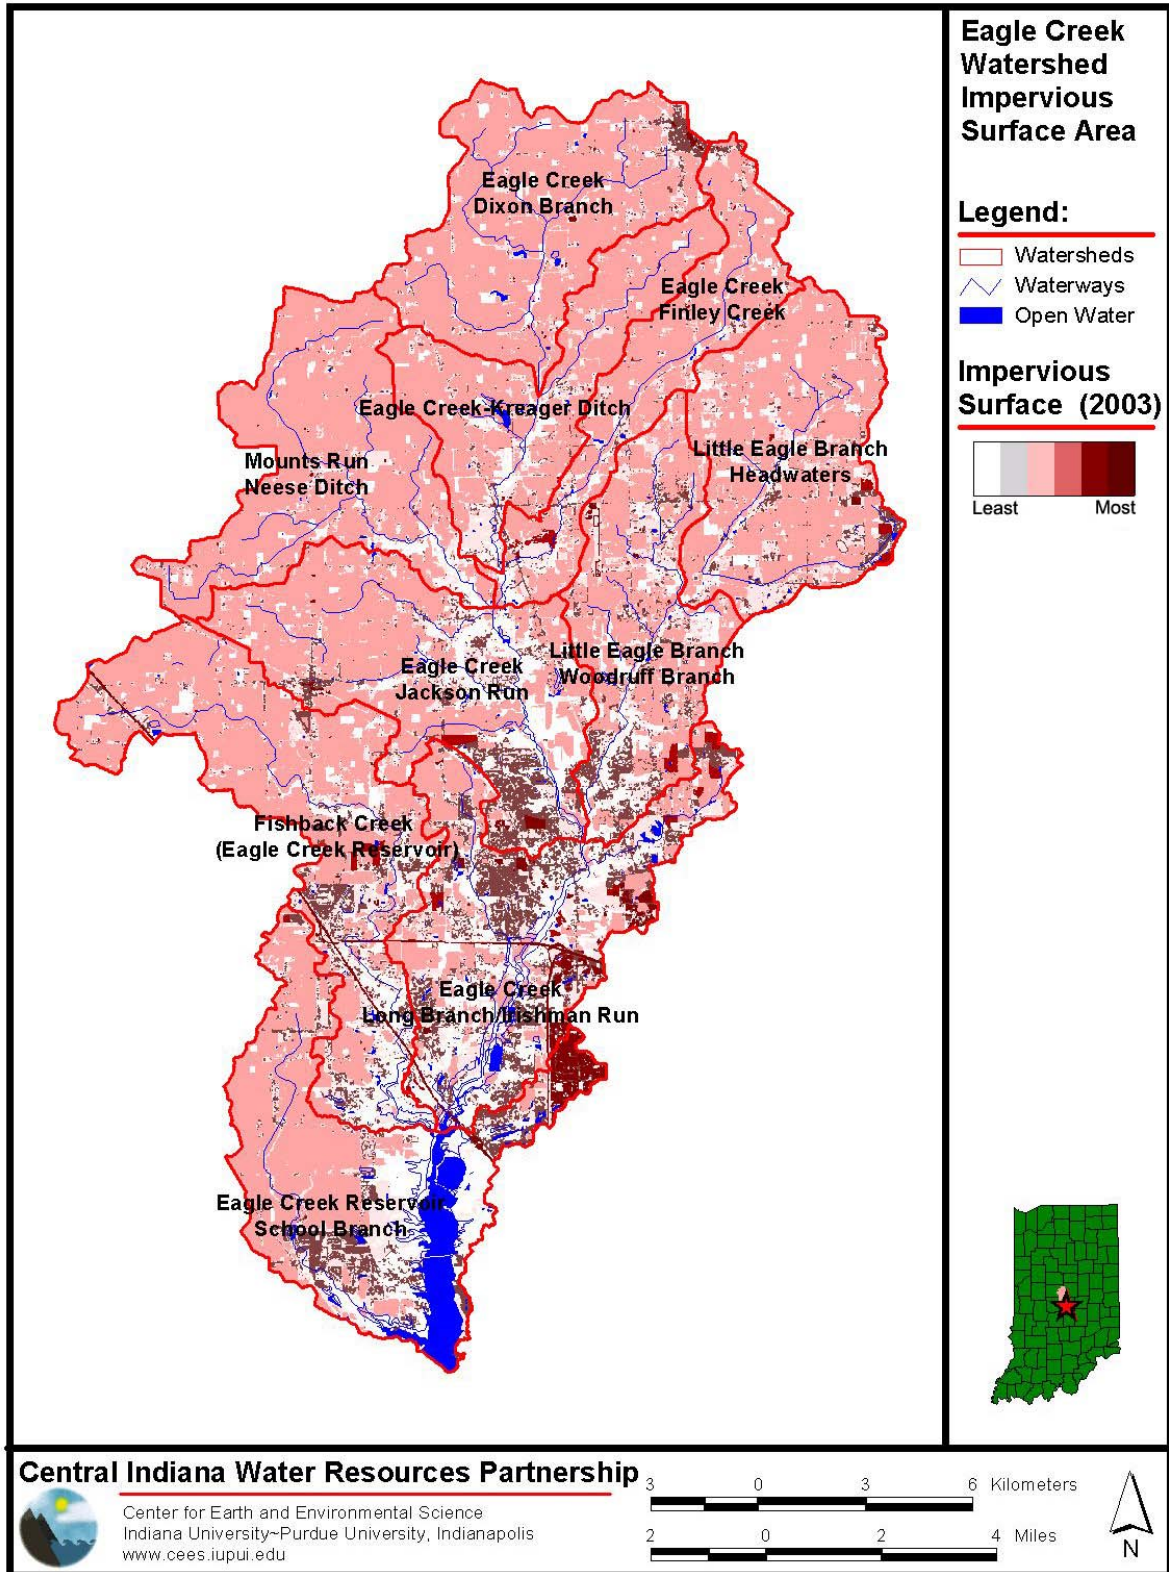 Eagle Creek
Watershed
Impervious
Surface Area
Legend:
Watersheds
Waterways
Open Water
Impervious
Surface (2003)
Least Most
Eagle Creek
Dixon Branch
Eagle Creek
Finley Creek
Eagle Creek-Kreager Ditch
Little Eagle Branch
Headwaters
Mounts Run
Neese Ditch
Little Eagle Branch
Woodruff Branch
Eagle Creek
Jackson Run
Fishback Creek
(Eagle Creek Reservoir)
Eagle Creek
Long Branch/Irishman Run
Eagle Creek Reservoir
School Branch
Central Indiana Water Resources Partnership
Center for Earth and Environmental Science
Indiana University~Purdue University, Indianapolis
www.cees.iupui.edu
3 0 3 6 Kilometers
2 0 2 4 Miles
N